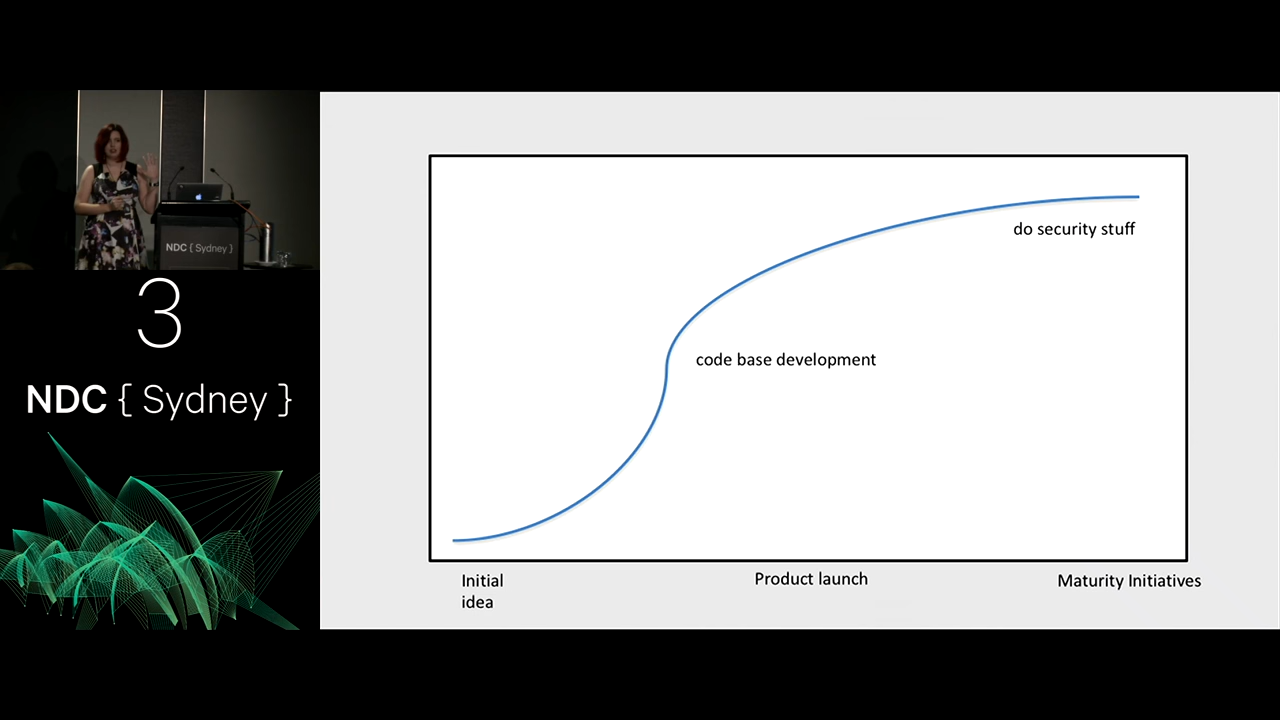 NDC { Sydney }
3
NDC { Sydney }
do security stuff
code base development
Initial
idea
Product launch
Maturity Initiatives